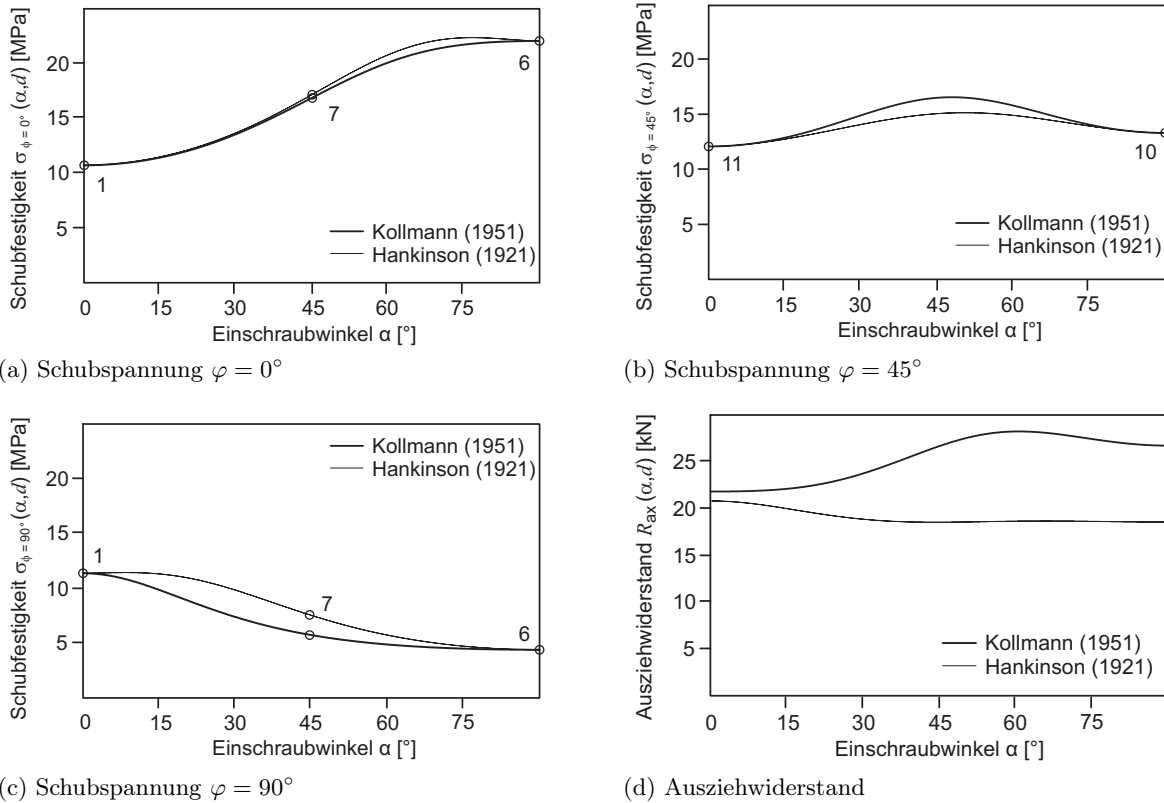 Schubfestigkeit σϕ = 0° (α,d) [MPa]
20
15
10
5
1
7
6
Kollmann (1951)
Hankinson (1921)
0 15 30 45 60 75
Einschraubwinkel α [°]
(a) Schubspannung φ = 0°
Schubfestigkeit σϕ = 45° (α,d) [MPa]
20
15
10
5
11
10
Kollmann (1951)
Hankinson (1921)
0 15 30 45 60 75
Einschraubwinkel α [°]
(b) Schubspannung φ = 45°
Schubfestigkeit σϕ = 90° (α,d) [MPa]
20
15
10
5
1
7
6
Kollmann (1951)
Hankinson (1921)
0 15 30 45 60 75
Einschraubwinkel α [°]
(c) Schubspannung φ = 90°
Ausziehwiderstand Rax (α,d) [kN]
25
20
15
10
5
Kollmann (1951)
Hankinson (1921)
0 15 30 45 60 75
Einschraubwinkel α [°]
(d) Ausziehwiderstand